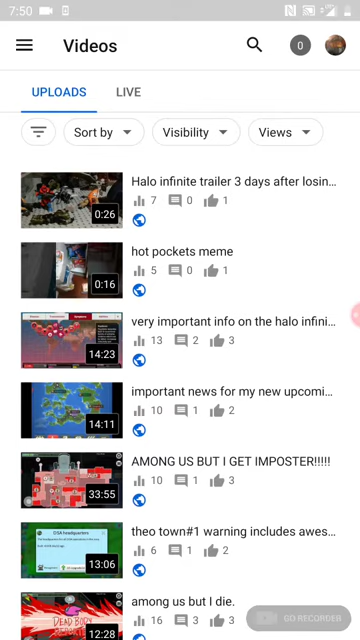 7:50
Videos
0
UPLOADS
LIVE
Sort by
Visibility
Views
Halo infinite trailer 3 days after losin...
7 0 1
0:26
hot pockets meme
5 0 1
0:16
very important info on the halo infini...
13 2 3
14:23
important news for my new upcomi...
10 1 2
14:11
AMONG US BUT I GET IMPOSTER!!!!!
10 1 3
33:55
theo town#1 warning includes awes...
6 1 2
DSA headquarters
13:06
among us but I die.
16 3 3
DEAD BODY
12:28
GO RECORDER